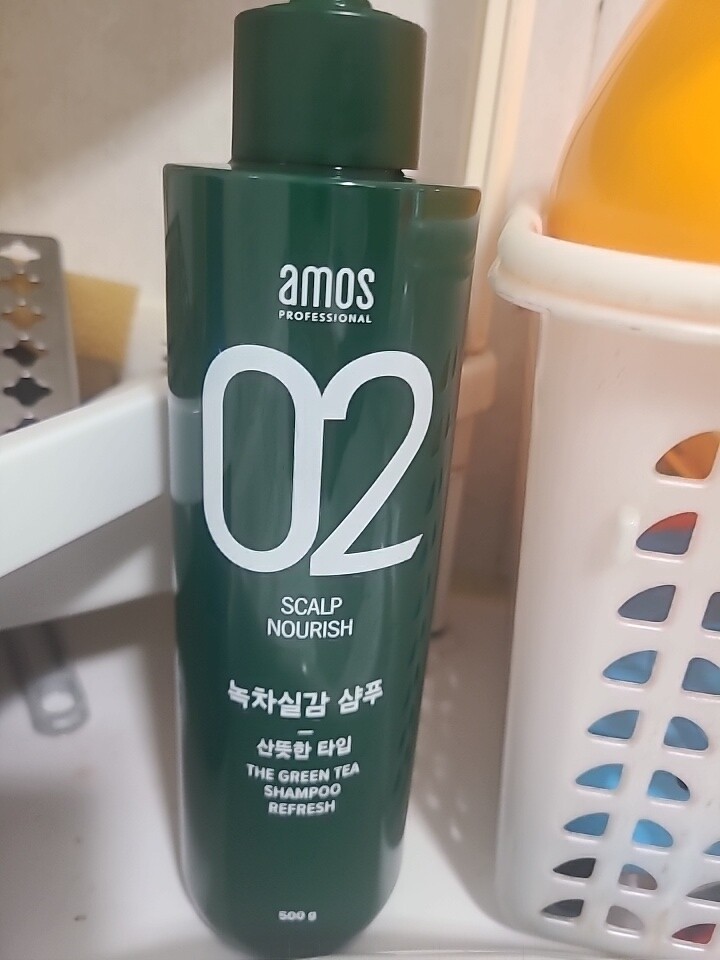 amos
PROFESSIONAL
02
SCALP
NOURISH
녹차실감 샴푸
산뜻한 타입
THE GREEN TEA
SHAMPOO
REFRESH
500 g